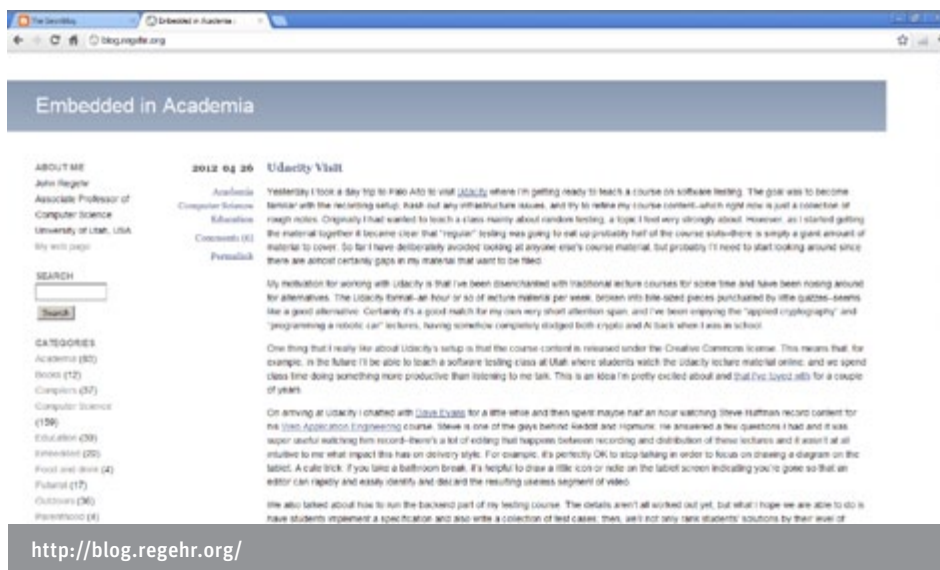 The
Embedded in Academia
blog.regehr.org
Embedded in Academia
ABOUT ME
John Regehr
Associate Professor of
Computer Science
University of Utah, USA
My web page
SEARCH
Search
CATEGORIES
Academia (93)
Books (12)
Compilers (37)
Computer Science
(159)
Education (39)
Embedded (20)
Food and drink (4)
Futurist (17)
Outdoors (36)
Parenthood (4)
2012 04 26
Academia
Computer Science
Education
Comments (6)
Permalink
Udacity Visit
Yesterday I took a day trip to Palo Alto to visit Udacity where I'm getting ready to teach a course on software testing. The goal was to become
familiar with the recording setup, hash out any infrastructure issues, and try to refine my course content–which right now is just a collection of
rough notes. Originally I had wanted to teach a class mainly about random testing, a topic I feel very strongly about. However, as I started getting
the material together it became clear that "regular" testing was going to eat up probably half of the course slots–there is simply a giant amount of
material to cover. So far I have deliberately avoided looking at anyone else's course material, but probably I'll need to start looking around since
there are almost certainly gaps in my material that want to be filled.
My motivation for working with Udacity is that I've been disenchanted with traditional lecture courses for some time and have been nosing around
for alternatives. The Udacity format–an hour or so of lecture material per week, broken into bite-sized pieces punctuated by little quizzes–seems
like a good alternative. Certainly it's a good match for my own very short attention span, and I've been enjoying the "applied cryptography" and
"programming a robotic car" lectures, having somehow completely dodged both crypto and AI back when I was in school.
One thing that I really like about Udacity's setup is that the course content is released under the Creative Commons license. This means that, for
example, in the future I'll be able to teach a software testing class at Utah where students watch the Udacity lecture material online, and we spend
class time doing something more productive than listening to me talk. This is an idea I'm pretty excited about and that I've toyed with for a couple
of years.
On arriving at Udacity I chatted with Dave Evans for a little while and then spent maybe half an hour watching Steve Huffman record content for
his Web Application Engineering course. Steve is one of the guys behind Reddit and Hipmunk. He answered a few questions I had and it was
super useful watching him record–there's a lot of editing that happens between recording and distribution of these lectures and it wasn't at all
intuitive to me what impact this has on delivery style. For example, it's perfectly OK to stop talking in order to focus on drawing a diagram on the
tablet. A cute trick: if you take a bathroom break, it's helpful to draw a little icon or note on the tablet screen indicating you're gone so that an
editor can rapidly and easily identify and discard the resulting useless segment of video.
We also talked about how to run the backend part of my testing course. The details aren't all worked out yet, but what I hope we are able to do is
have students implement a specification and also write a collection of test cases; then, we'll not only rank students' solutions by their level of
http://blog.regehr.org/